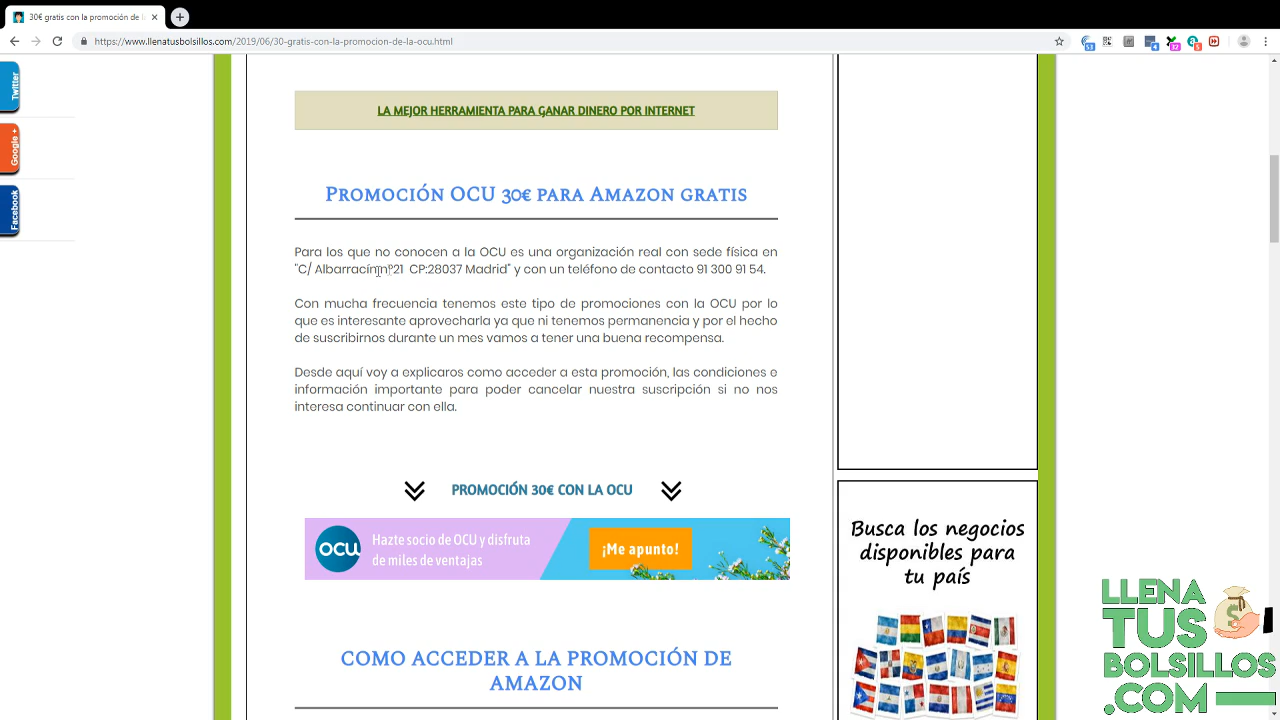 30€ gratis con la promoción de l
https://www.llenatusbolsillos.com/2019/06/30-gratis-con-la-promocion-de-la-ocu.html
Twitter
Google +
Facebook
LA MEJOR HERRAMIENTA PARA GANAR DINERO POR INTERNET
Promoción OCU 30€ para Amazon gratis
Para los que no conocen a la OCU es una organización real con sede física en
"C/ Albarracín nº21 CP:28037 Madrid" y con un teléfono de contacto 91 300 91 54.
Con mucha frecuencia tenemos este tipo de promociones con la OCU por lo
que es interesante aprovecharla ya que ni tenemos permanencia y por el hecho
de suscribirnos durante un mes vamos a tener una buena recompensa.
Desde aquí voy a explicaros como acceder a esta promoción, las condiciones e
información importante para poder cancelar nuestra suscripción si no nos
interesa continuar con ella.
PROMOCIÓN 30€ CON LA OCU
OCU
Hazte socio de OCU y disfruta
de miles de ventajas
¡Me apunto!
COMO ACCEDER A LA PROMOCIÓN DE
AMAZON
Busca los negocios
disponibles para
tu país
LLENA
TUS
BOLSILLOS
.COM